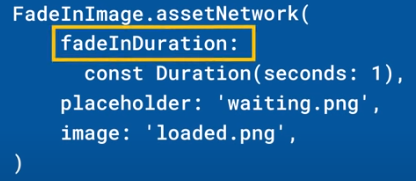 FadeInImage.assetNetwork(
fadeInDuration:
const Duration(seconds: 1),
placeholder: 'waiting.png',
image: 'loaded.png',
)